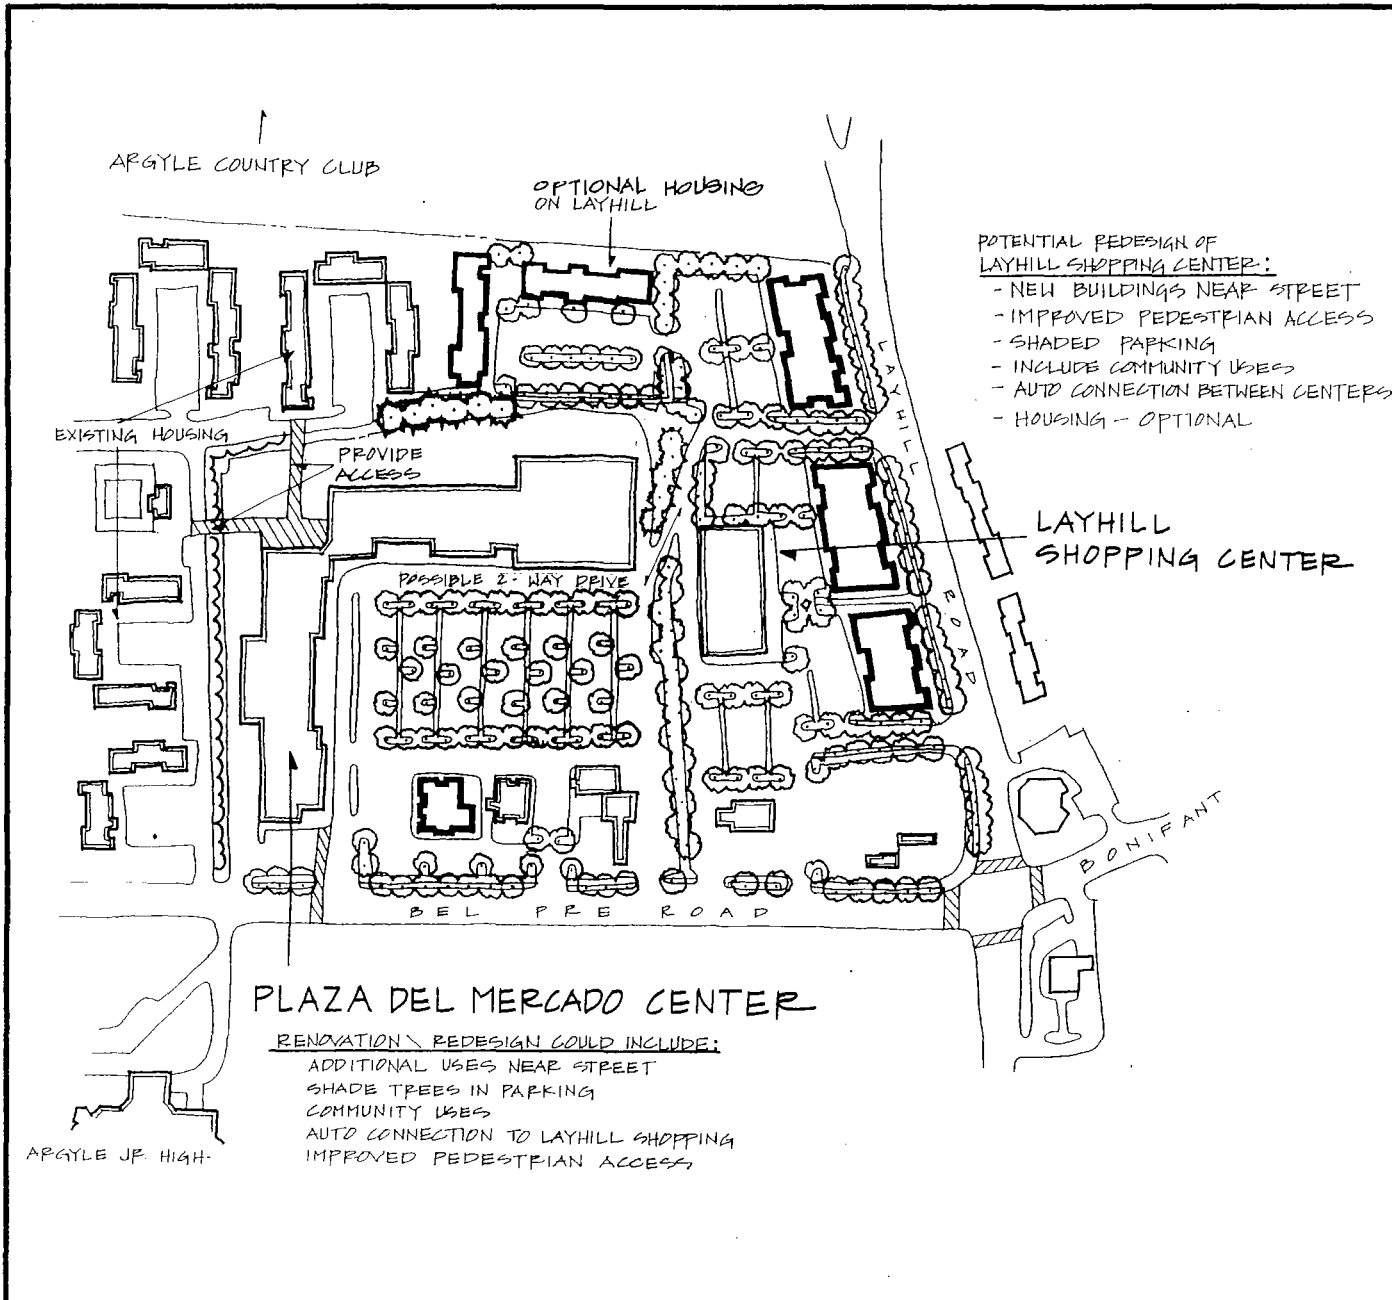 ARGYLE COUNTRY CLUB
OPTIONAL HOUSING
ON LAYHILL
POTENTIAL REDESIGN OF
LAYHILL SHOPPING CENTER:
- NEW BUILDINGS NEAR STREET
- IMPROVED PEDESTRIAN ACCESS
- SHADED PARKING
- INCLUDE COMMUNITY USES
- AUTO CONNECTION BETWEEN CENTERS
- HOUSING - OPTIONAL
LAYHILL ROAD
EXISTING HOUSING
PROVIDE
ACCESS
LAYHILL
SHOPPING CENTER
POSSIBLE 2-WAY DRIVE
BONIFANT
BEL PRE ROAD
PLAZA DEL MERCADO CENTER
RENOVATION \ REDESIGN COULD INCLUDE:
ADDITIONAL USES NEAR STREET
SHADE TREES IN PARKING
COMMUNITY USES
AUTO CONNECTION TO LAYHILL SHOPPING
IMPROVED PEDESTRIAN ACCESS
ARGYLE JR. HIGH-